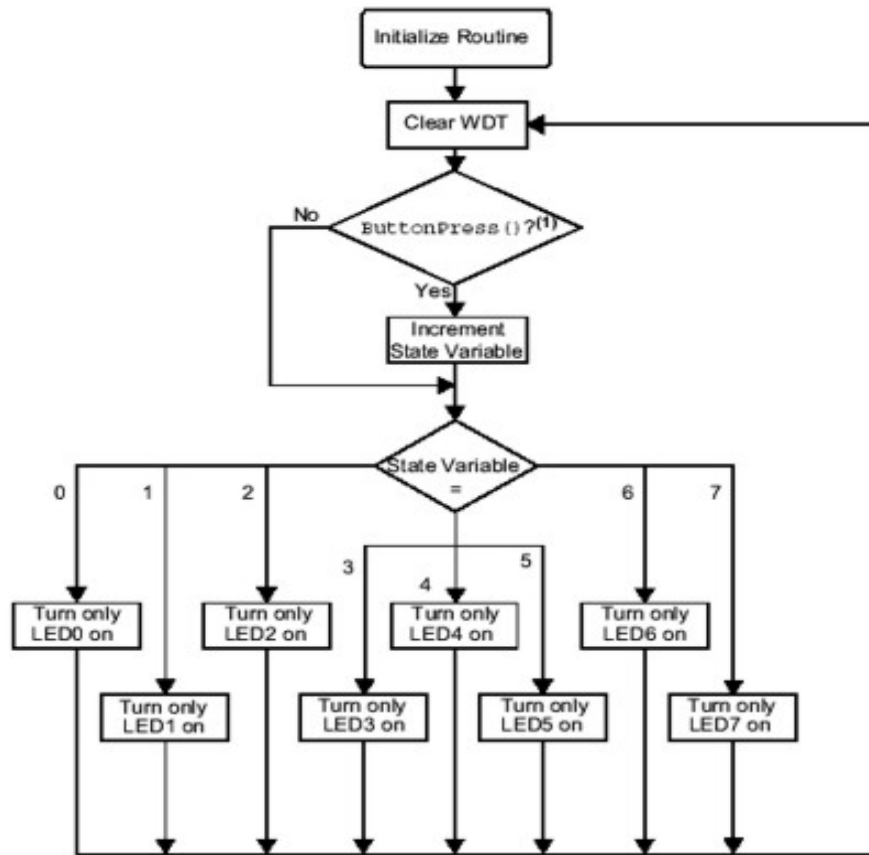 Initialize Routine
Clear WDT
No
ButtonPress()?(1)
Yes
Increment
State Variable
State Variable
=
0
1
2
3
4
5
6
7
Turn only
LED0 on
Turn only
LED2 on
Turn only
LED4 on
Turn only
LED6 on
Turn only
LED1 on
Turn only
LED3 on
Turn only
LED5 on
Turn only
LED7 on